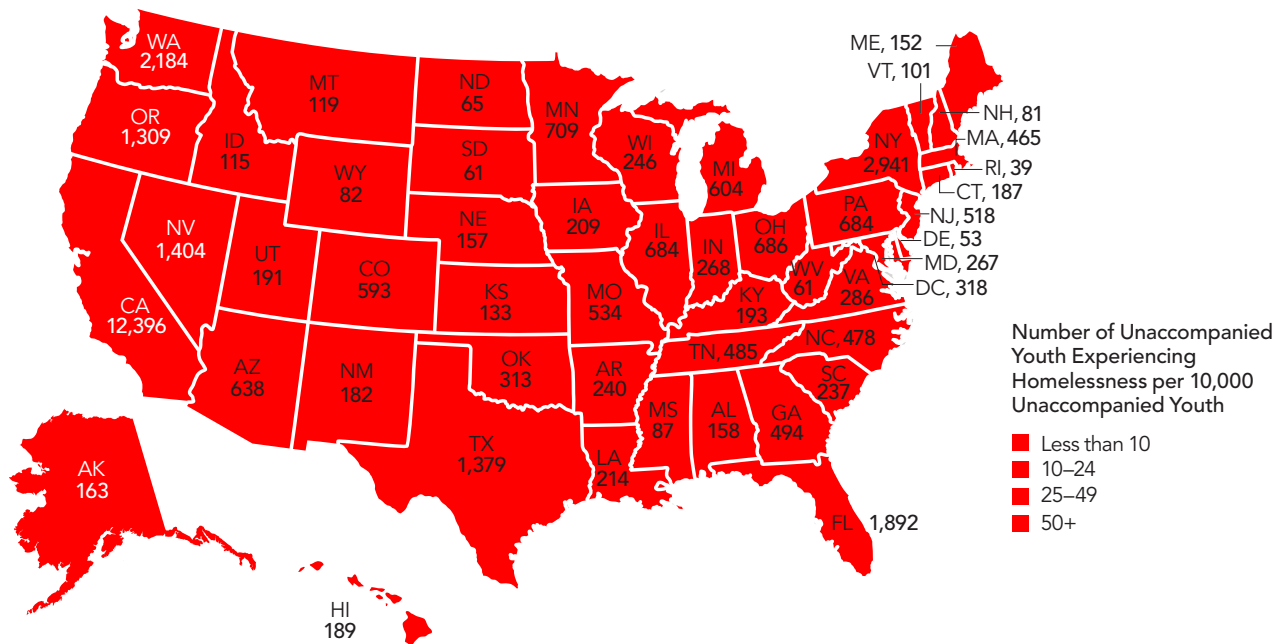 WA
2,184
OR
1,309
CA
12,396
NV
1,404
ID
115
MT
119
WY
82
UT
191
AZ
638
CO
593
NM
182
ND
65
SD
61
NE
157
KS
133
OK
313
TX
1,379
MN
709
IA
209
MO
534
AR
240
LA
214
WI
246
IL
684
MI
604
IN
268
OH
686
KY
193
TN, 485
MS
87
AL
158
GA
494
FL 1,892
SC
237
NC, 478
VA
286
WV
61
PA
684
NY
2,941
ME, 152
VT, 101
NH, 81
MA, 465
RI, 39
CT, 187
NJ, 518
DE, 53
MD, 267
DC, 318
AK
163
HI
189
Number of Unaccompanied
Youth Experiencing
Homelessness per 10,000
Unaccompanied Youth
Less than 10
10–24
25–49
50+